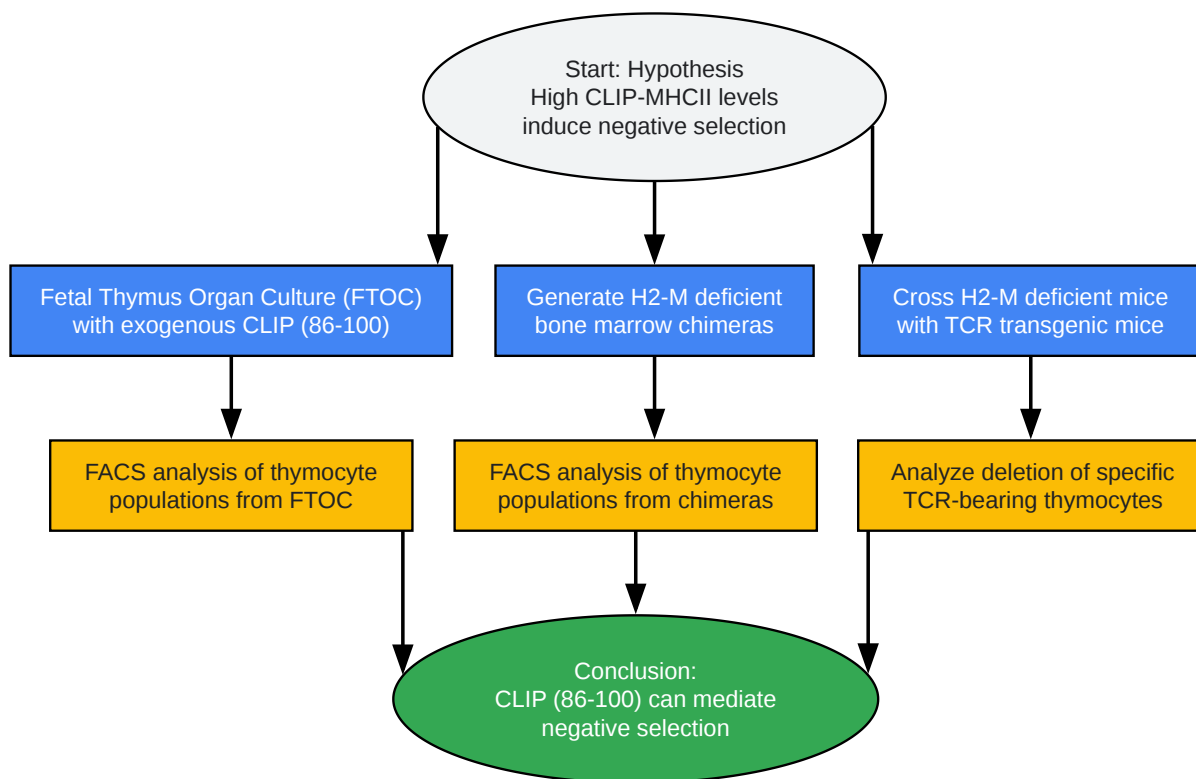 Start: Hypothesis
High CLIP-MHCII levels
induce negative selection
Fetal Thymus Organ Culture (FTOC)
with exogenous CLIP (86-100)
Generate H2-M deficient
bone marrow chimeras
Cross H2-M deficient mice
with TCR transgenic mice
FACS analysis of thymocyte
populations from FTOC
FACS analysis of thymocyte
populations from chimeras
Analyze deletion of specific
TCR-bearing thymocytes
Conclusion:
CLIP (86-100) can mediate
negative selection